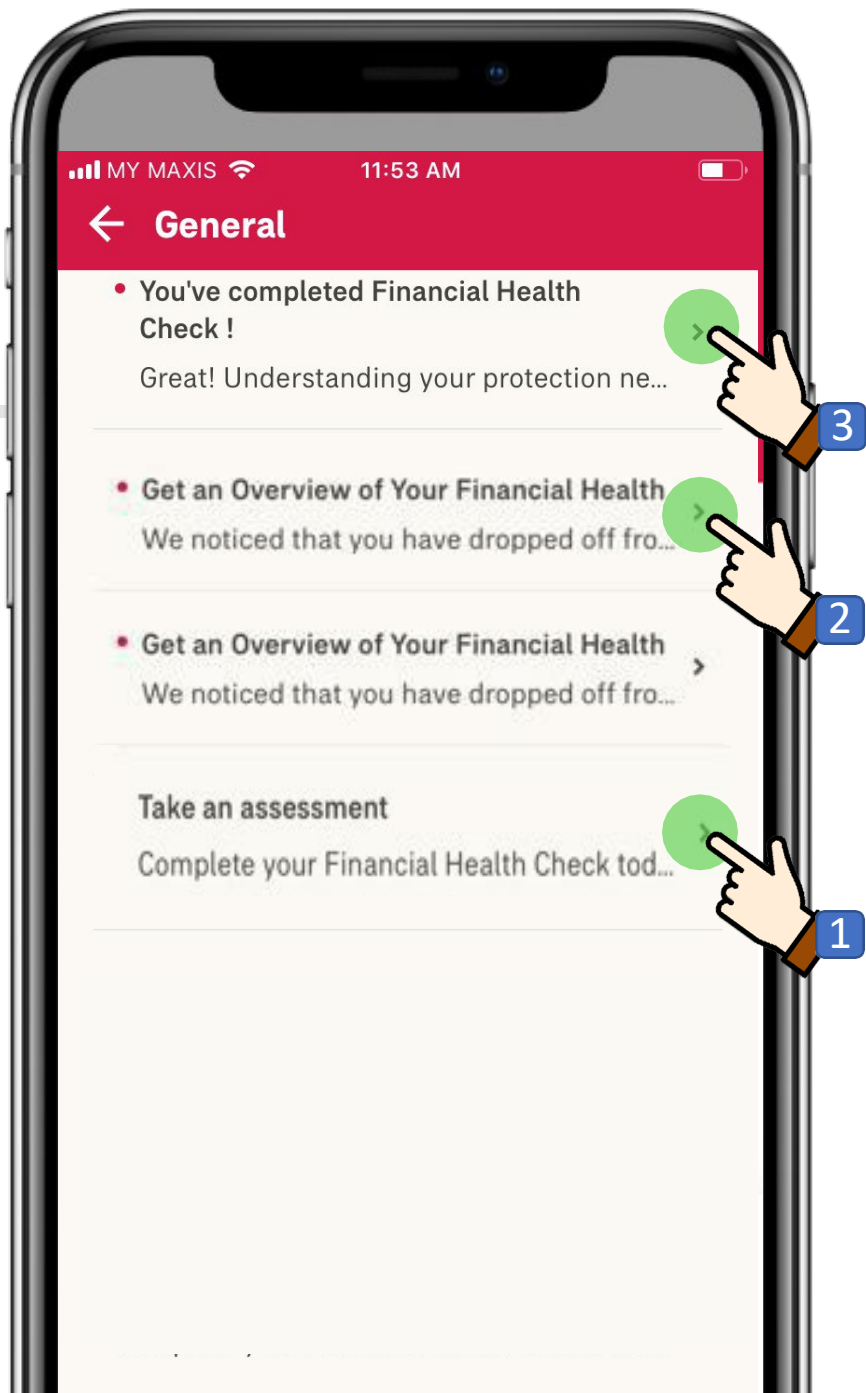 MY MAXIS 11:53 AM
General
• You've completed Financial Health
Check !
Great! Understanding your protection ne...
3
• Get an Overview of Your Financial Health
We noticed that you have dropped off fro...
2
• Get an Overview of Your Financial Health
We noticed that you have dropped off fro...
Take an assessment
Complete your Financial Health Check tod...
1